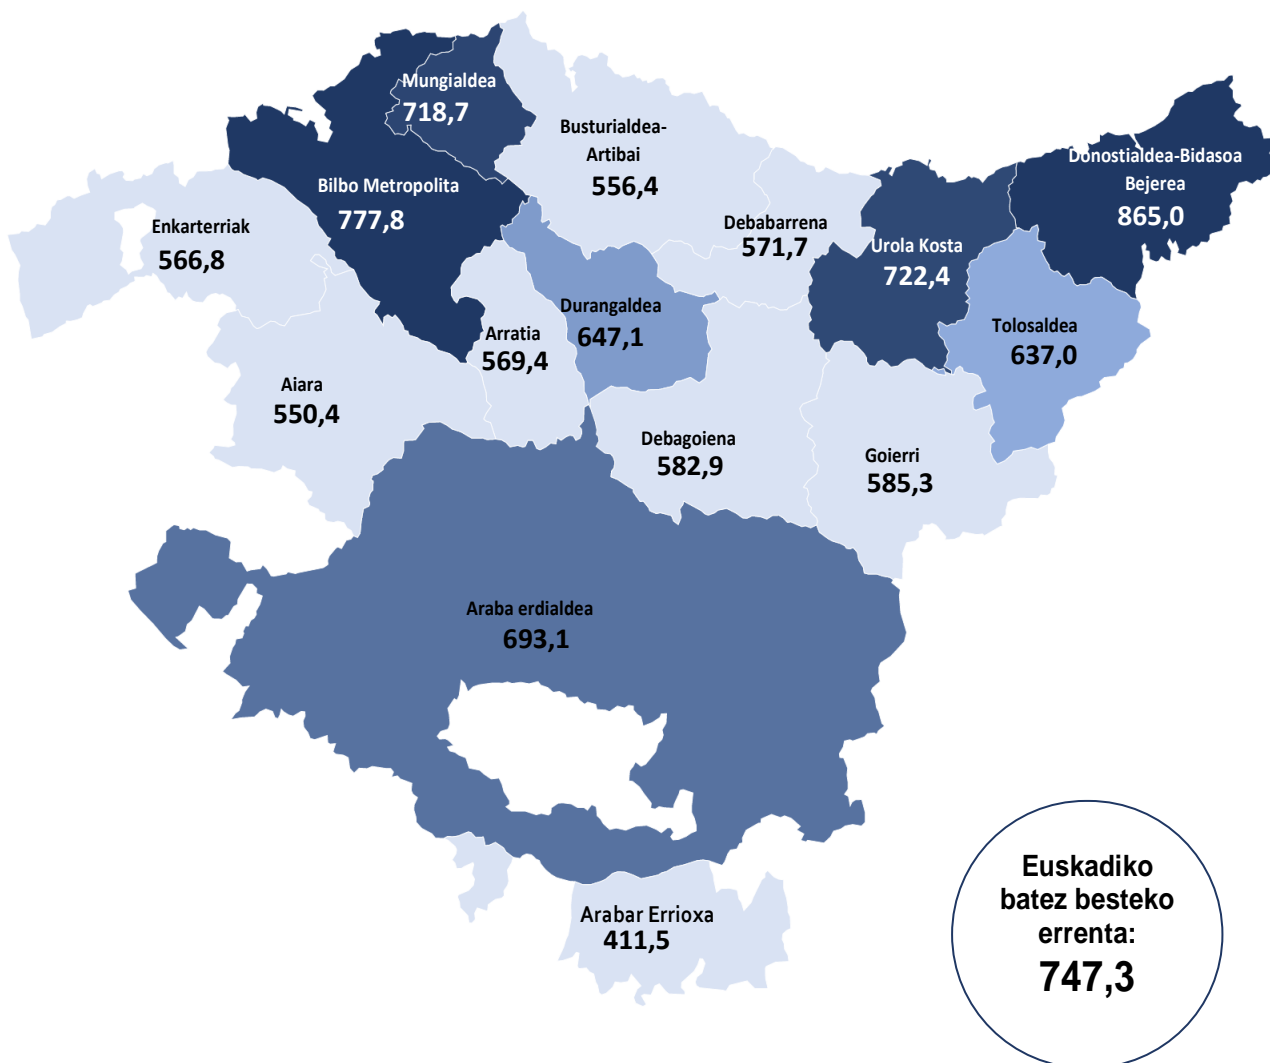 Mungialdea
718,7
Busturialdea-
Artibai
556,4
Donostialdea-Bidasoa
Bejerea
865,0
Bilbo Metropolita
777,8
Enkarterriak
566,8
Debabarrena
571,7
Urola Kosta
722,4
Durangaldea
647,1
Arratia
569,4
Tolosaldea
637,0
Aiara
550,4
Debagoiena
582,9
Goierri
585,3
Araba erdialdea
693,1
Arabar Errioxa
411,5
Euskadiko
batez besteko
errenta:
747,3